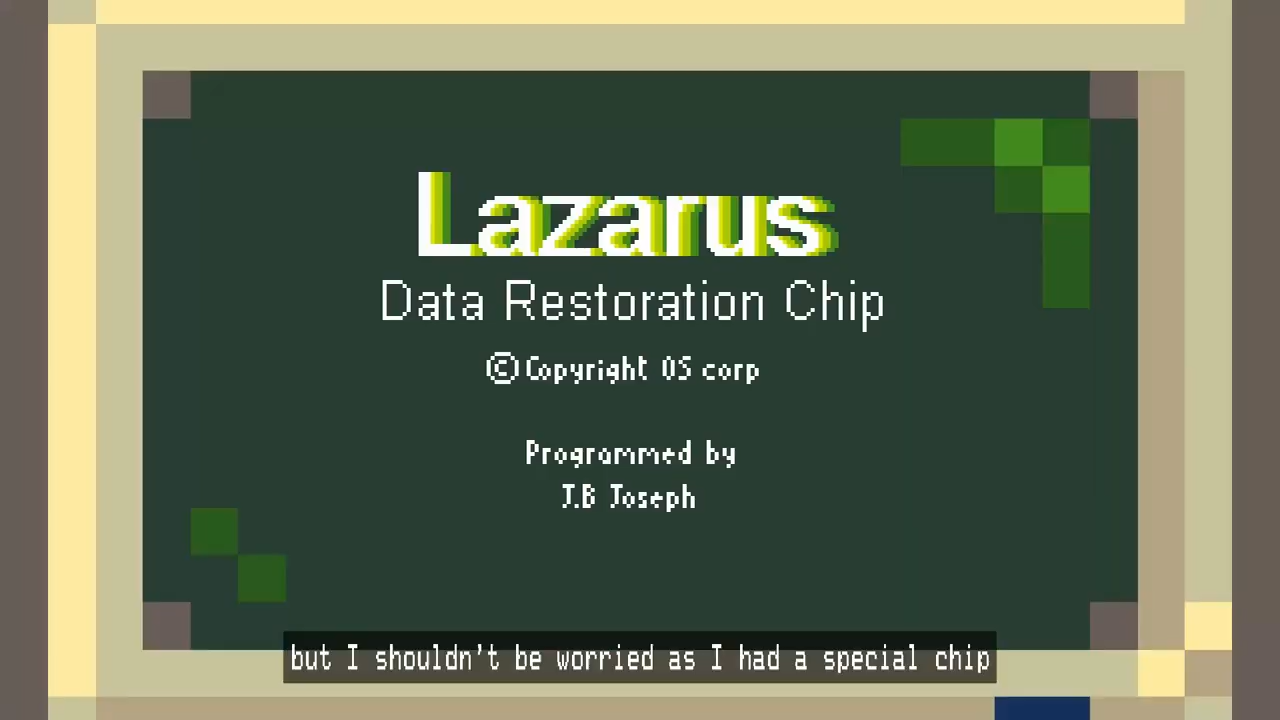 Lazarus
Data Restoration Chip
©Copyright OS corp
Programmed by
J.B Joseph
but I shouldn't be worried as I had a special chip